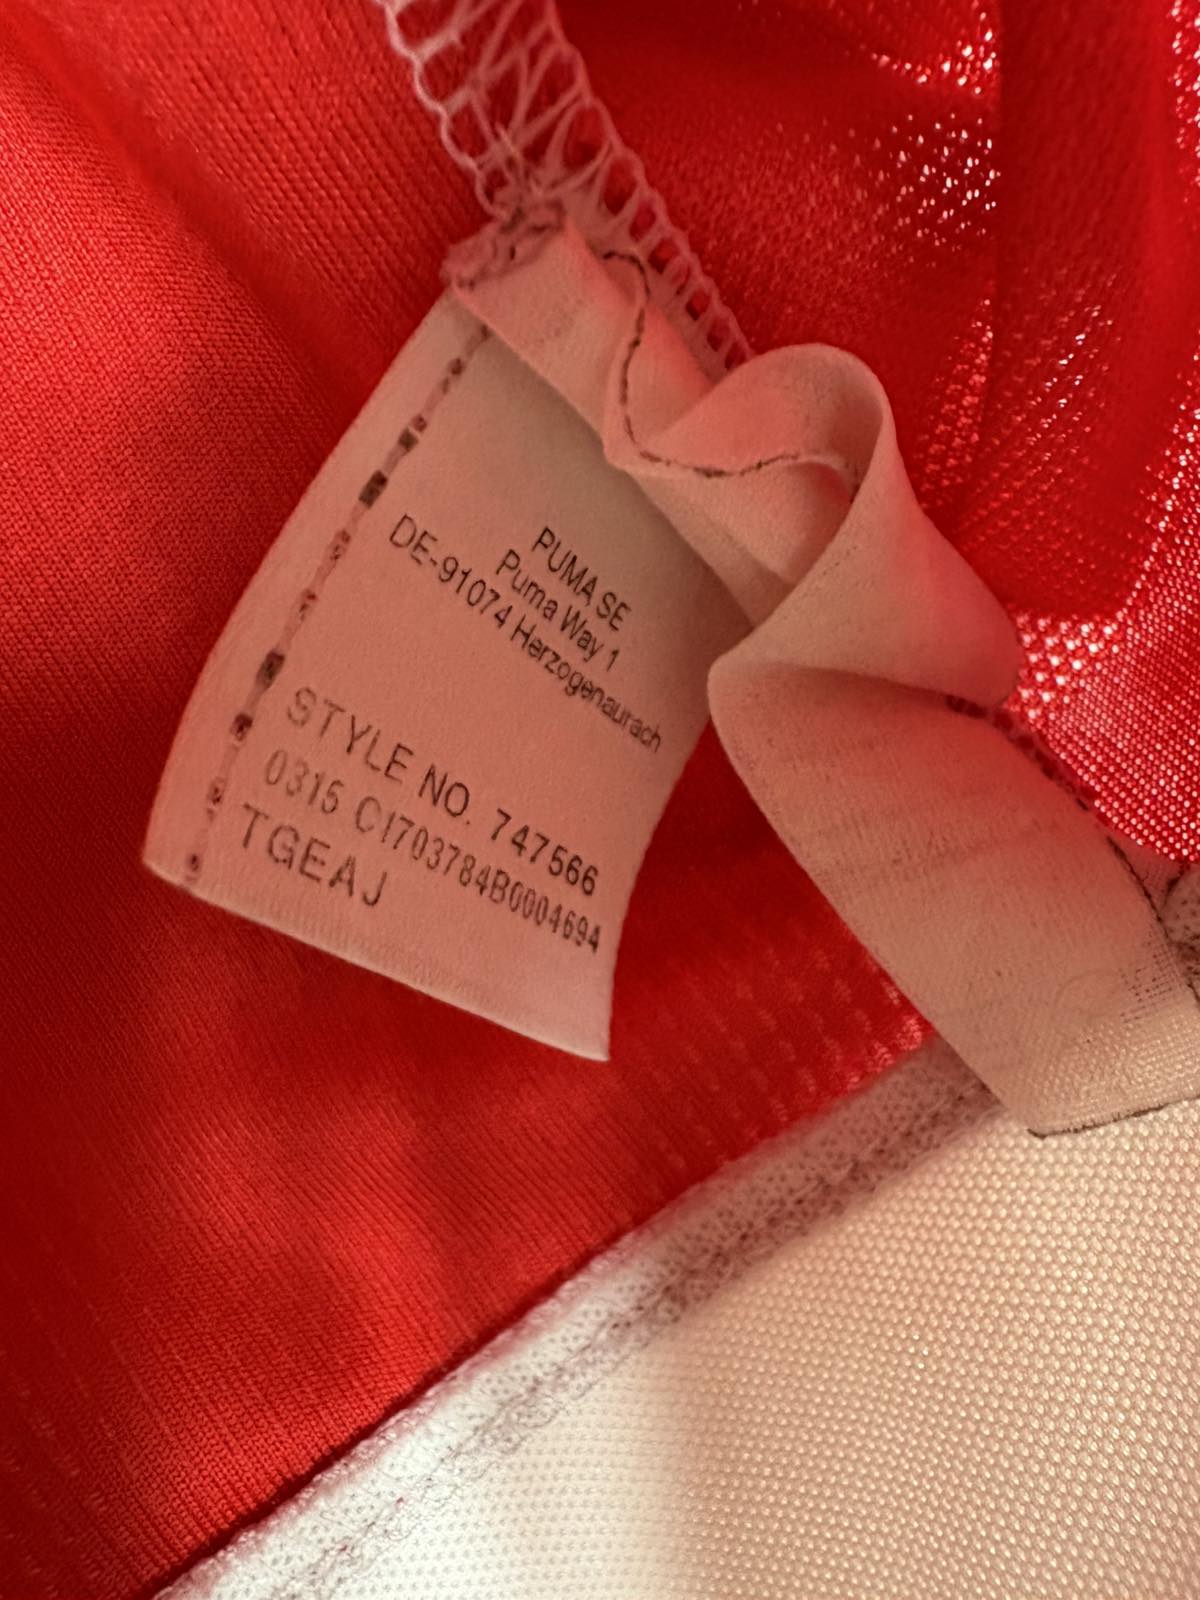 PUMA SE
Puma Way 1
DE-91074 Herzogenaurach
STYLE NO. 747566
0315 CI703784B0004694
TGEAJ